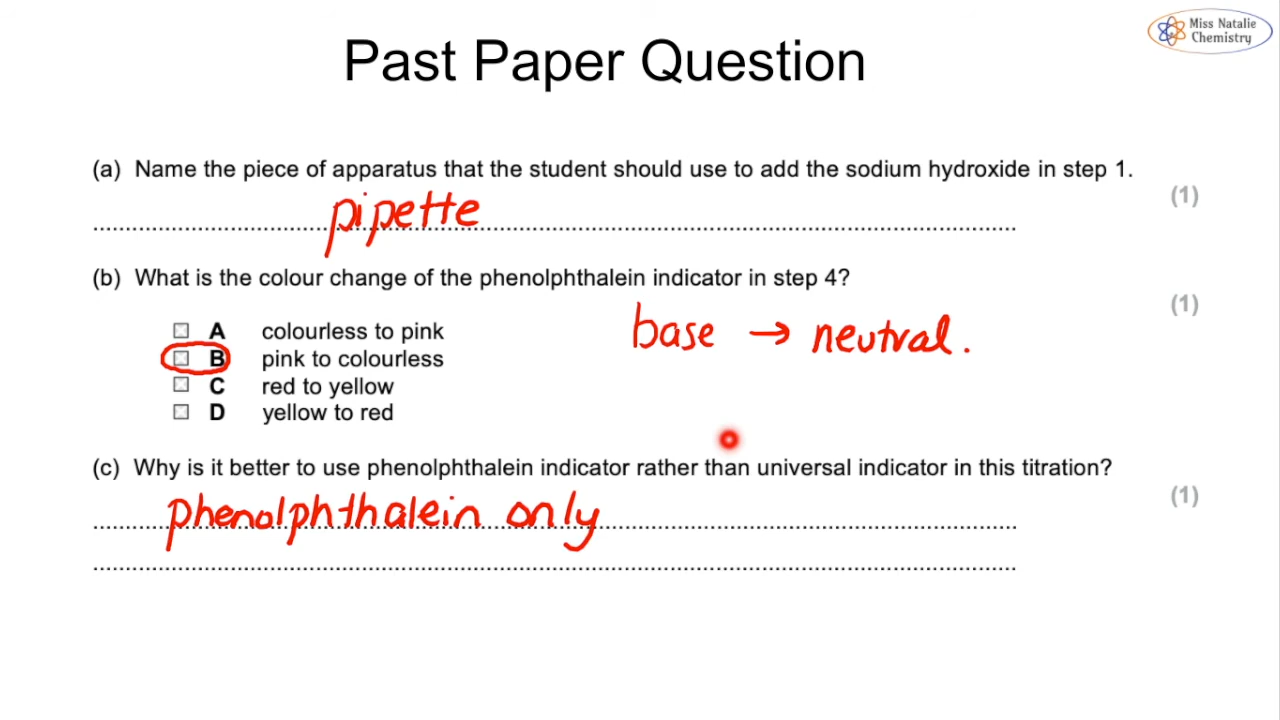 Miss Natalie
Chemistry
Past Paper Question
(a) Name the piece of apparatus that the student should use to add the sodium hydroxide in step 1.
(1)
pipette
(b) What is the colour change of the phenolphthalein indicator in step 4?
(1)
A colourless to pink
B pink to colourless
C red to yellow
D yellow to red
base → neutral.
(c) Why is it better to use phenolphthalein indicator rather than universal indicator in this titration?
(1)
phenolphthalein only